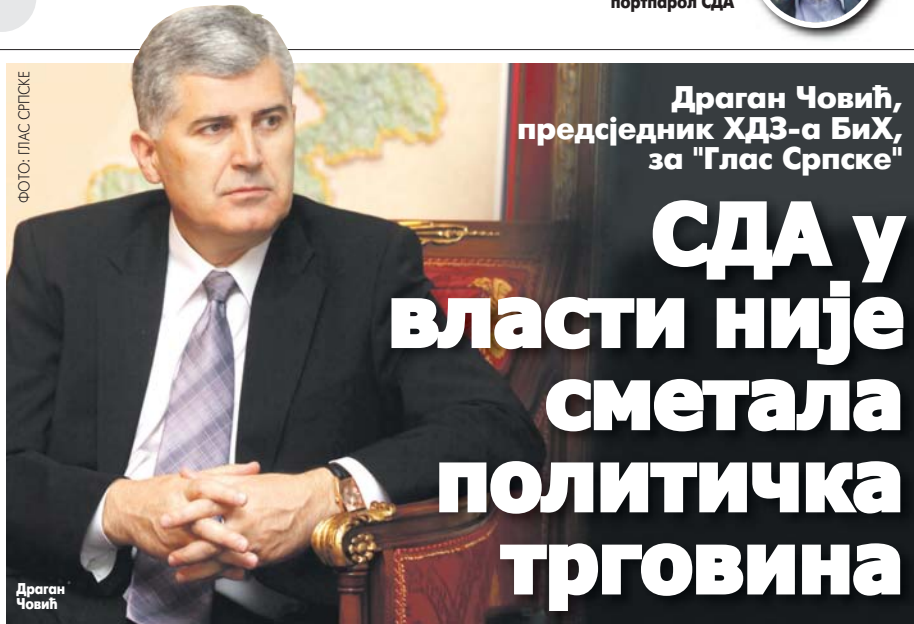 портпарол СДА
ФОТО: ГЛАС СРПСКЕ
Драган Човић,
предсједник ХДЗ-а БиХ,
за "Глас Српске"
СДА у
власти није
сметала
политичка
трговина
Драган
Човић